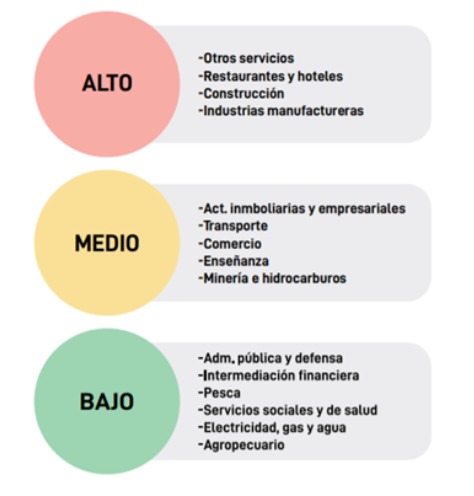 ALTO
-Otros servicios
-Restaurantes y hoteles
-Construcción
-Industrias manufactureras
MEDIO
-Act. inmboliarias y empresariales
-Transporte
-Comercio
-Enseñanza
-Minería e hidrocarburos
BAJO
-Adm. pública y defensa
-Intermediación financiera
-Pesca
-Servicios sociales y de salud
-Electricidad, gas y agua
-Agropecuario